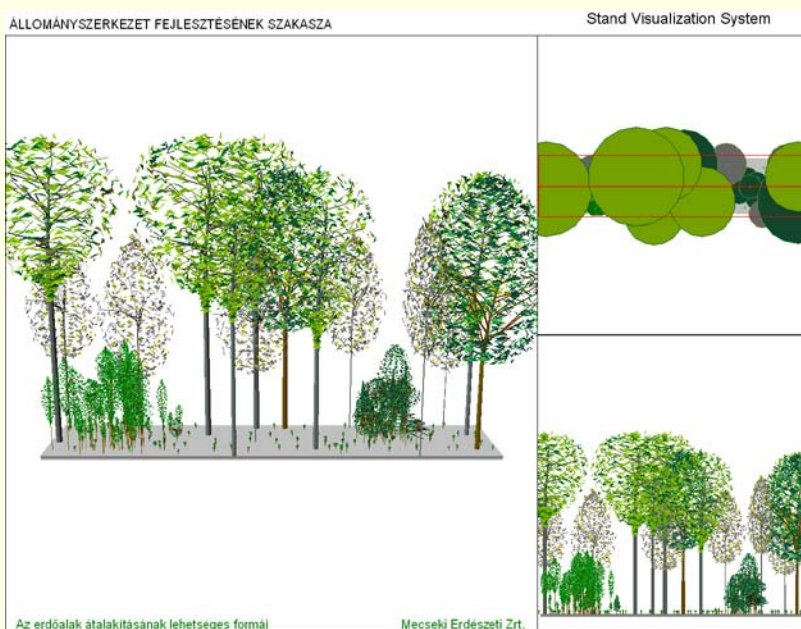 ÁLLOMÁNYSZERKEZET FEJLESZTÉSÉNEK SZAKASZA
Stand Visualization System
Az erdőalak átalakításának lehetséges formái
Mecseki Erdészeti Zrt.